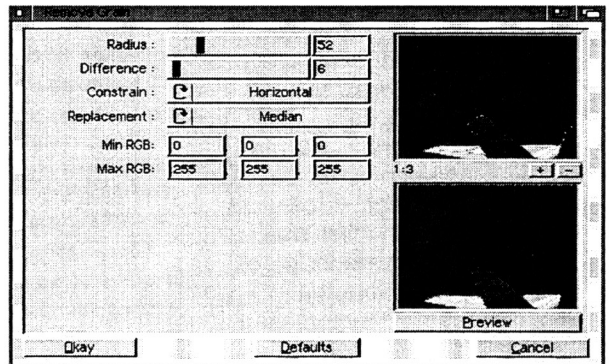 Remove Grain
Radius : 52
Difference : 6
Constrain : Horizontal
Replacement : Median
Min RGB: 0 0 0
Max RGB: 255 255 255
1:3 + -
Preview
Okay Defaults Cancel